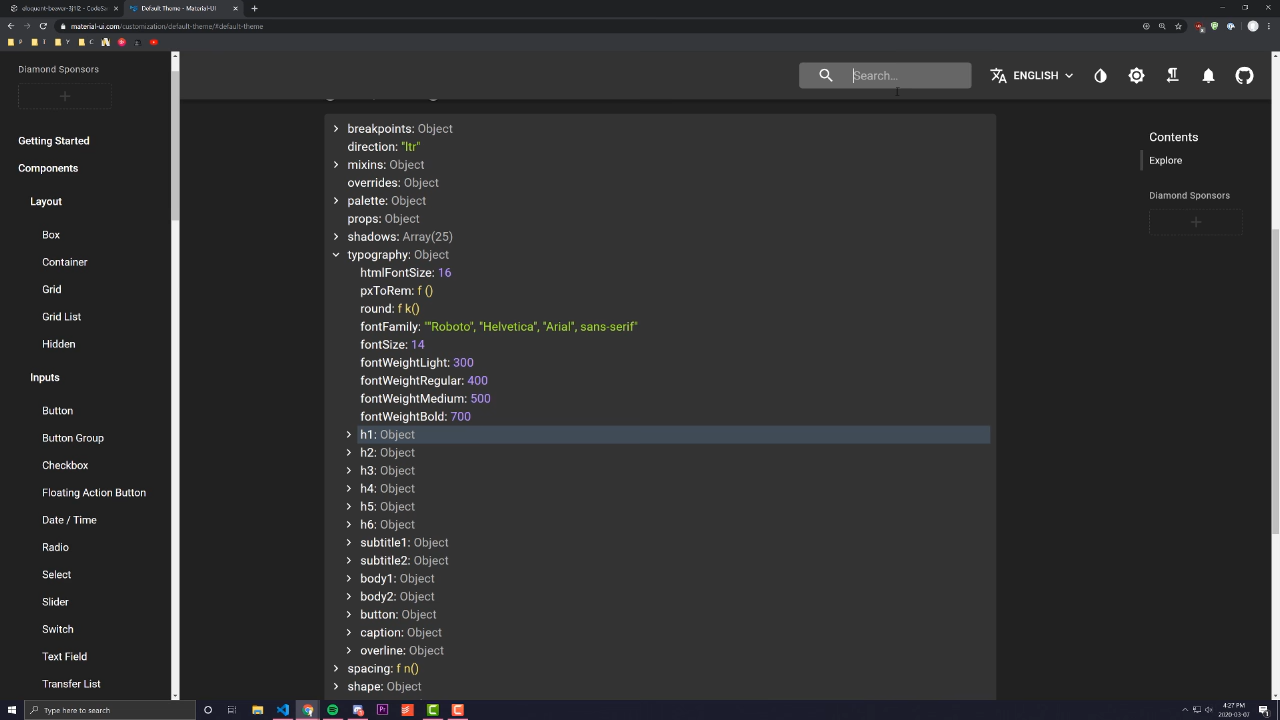 eloquent-beaver-3j1l2 - CodeSa
Default Theme - Material-UI
material-ui.com/customization/default-theme/#default-theme
P
T
Y
C
Diamond Sponsors
+
Getting Started
Components
Layout
Box
Container
Grid
Grid List
Hidden
Inputs
Button
Button Group
Checkbox
Floating Action Button
Date / Time
Radio
Select
Slider
Switch
Text Field
Transfer List
Search...
ENGLISH
breakpoints: Object
direction: "ltr"
mixins: Object
overrides: Object
palette: Object
props: Object
shadows: Array(25)
typography: Object
htmlFontSize: 16
pxToRem: f ()
round: f k()
fontFamily: ""Roboto", "Helvetica", "Arial", sans-serif"
fontSize: 14
fontWeightLight: 300
fontWeightRegular: 400
fontWeightMedium: 500
fontWeightBold: 700
h1: Object
h2: Object
h3: Object
h4: Object
h5: Object
h6: Object
subtitle1: Object
subtitle2: Object
body1: Object
body2: Object
button: Object
caption: Object
overline: Object
spacing: f n()
shape: Object
Contents
Explore
Diamond Sponsors
+
Type here to search
4:27 PM
2020-03-07